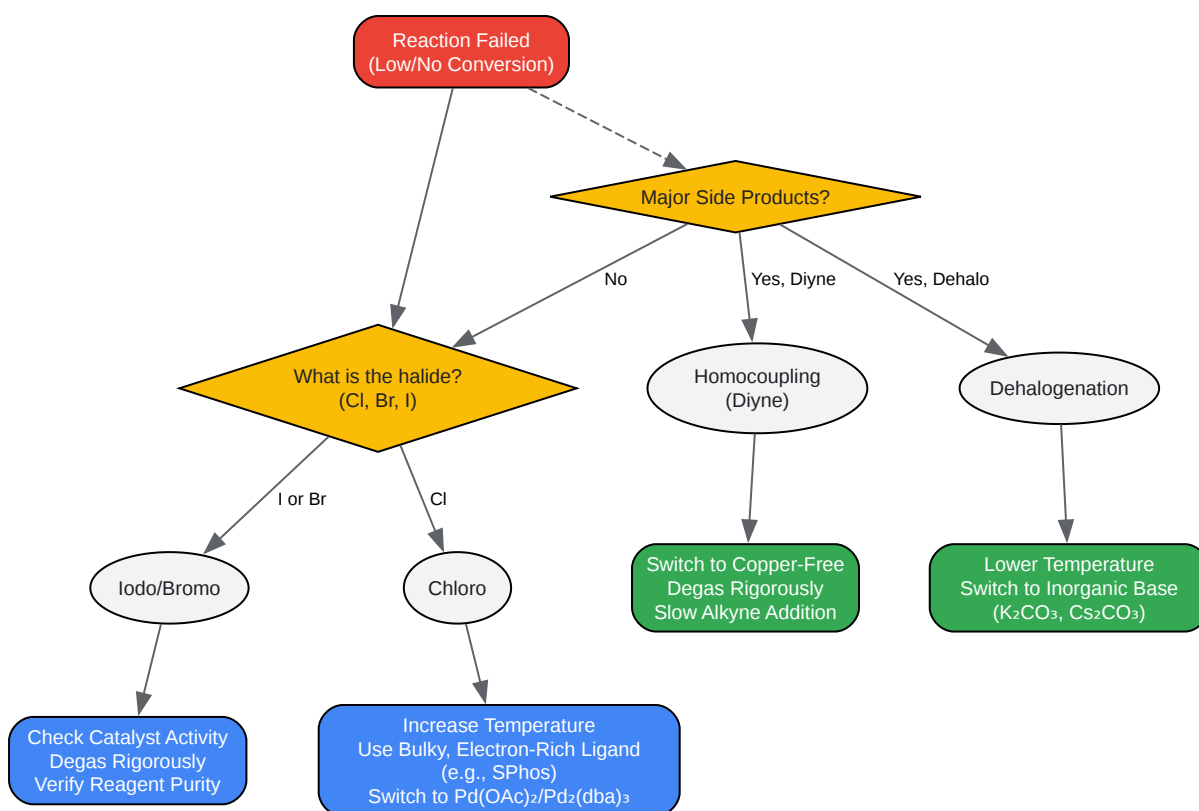 Reaction Failed
(Low/No Conversion)
Major Side Products?
No
Yes, Diyne
Yes, Dehalo
What is the halide?
(Cl, Br, I)
Homocoupling
(Diyne)
Dehalogenation
I or Br
Cl
Iodo/Bromo
Chloro
Switch to Copper-Free
Degas Rigorously
Slow Alkyne Addition
Lower Temperature
Switch to Inorganic Base
(K₂CO₃, Cs₂CO₃)
Check Catalyst Activity
Degas Rigorously
Verify Reagent Purity
Increase Temperature
Use Bulky, Electron-Rich Ligand
(e.g., SPhos)
Switch to Pd(OAc)₂/Pd₂(dba)₃